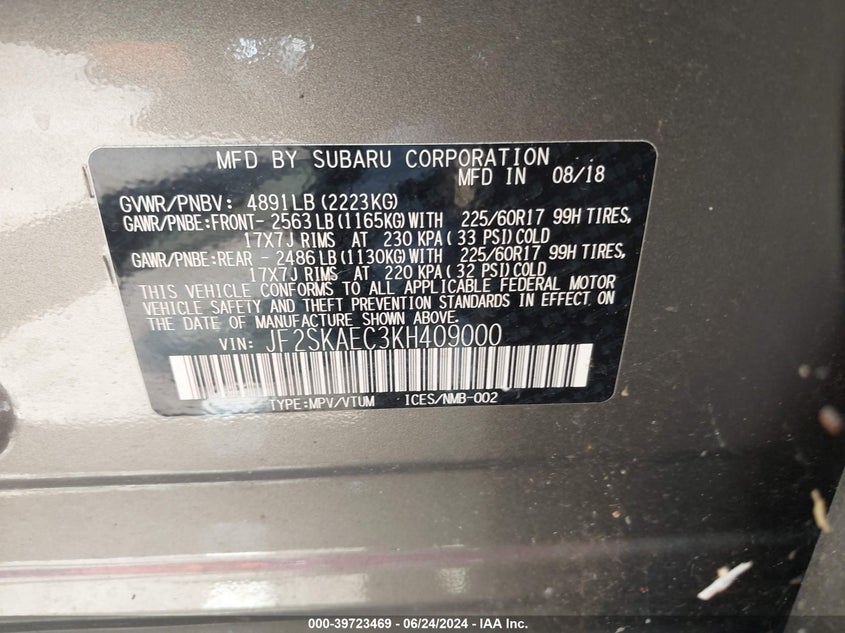 MFD BY SUBARU CORPORATION
MFD IN 08/18
GVWR/PNBV: 4891LB(2223KG)
GAWR/PNBE:FRONT- 2563LB(1165KG)WITH 225/60R17 99H TIRES,
17X7J RIMS AT 230 KPA( 33 PSI)COLD
GAWR/PNBE:REAR - 2486LB(1130KG)WITH 225/60R17 99H TIRES,
17X7J RIMS AT 220 KPA( 32 PSI)COLD
THIS VEHICLE CONFORMS TO ALL APPLICABLE FEDERAL MOTOR
VEHICLE SAFETY AND THEFT PREVENTION STANDARDS IN EFFECT ON
THE DATE OF MANUFACTURE SHOWN ABOVE.
VIN: JF2SKAEC3KH409000
TYPE:MPV/VTUM ICES/NMB-002
000-39723469 - 06/24/2024 - IAA Inc.